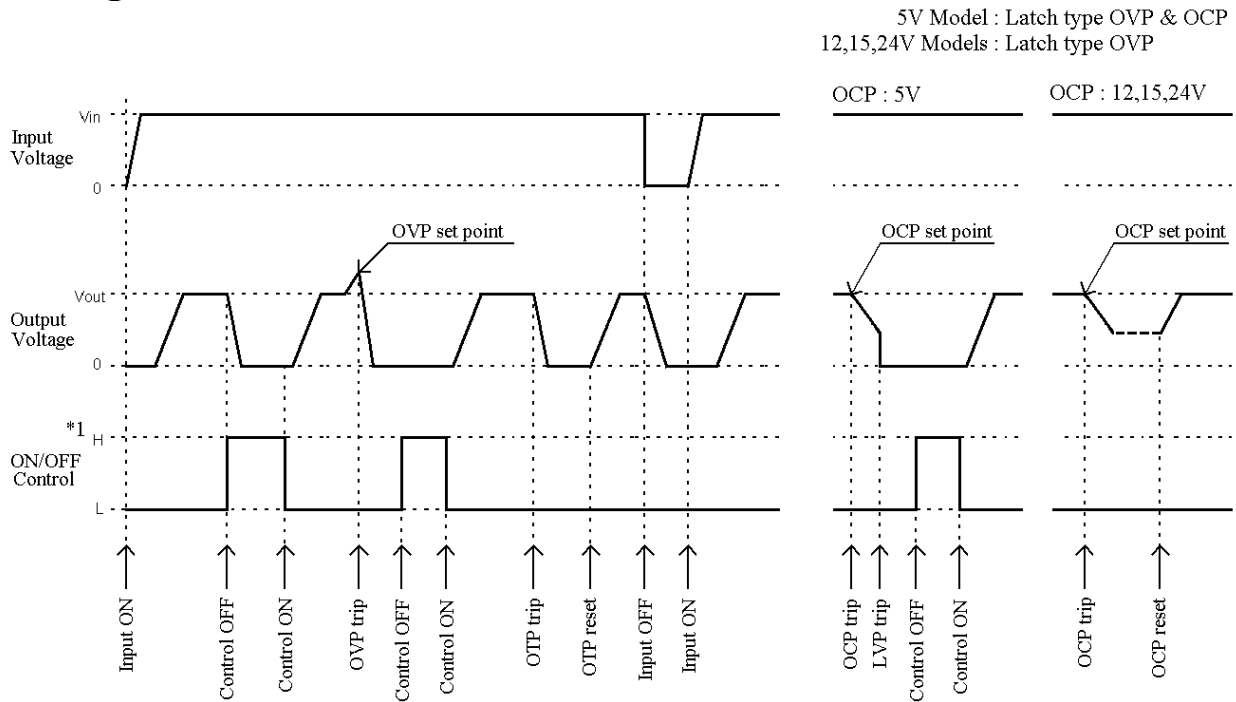 5V Model : Latch type OVP & OCP
12,15,24V Models : Latch type OVP
OCP : 5V
OCP : 12,15,24V
Vin
Input
Voltage
0
OVP set point
OCP set point
OCP set point
Vout
Output
Voltage
0
*1
H
ON/OFF
Control
L
Input ON
Control OFF
Control ON
OVP trip
Control OFF
Control ON
OTP trip
OTP reset
Input OFF
Input ON
OCP trip
LVP trip
Control OFF
Control ON
OCP trip
OCP reset